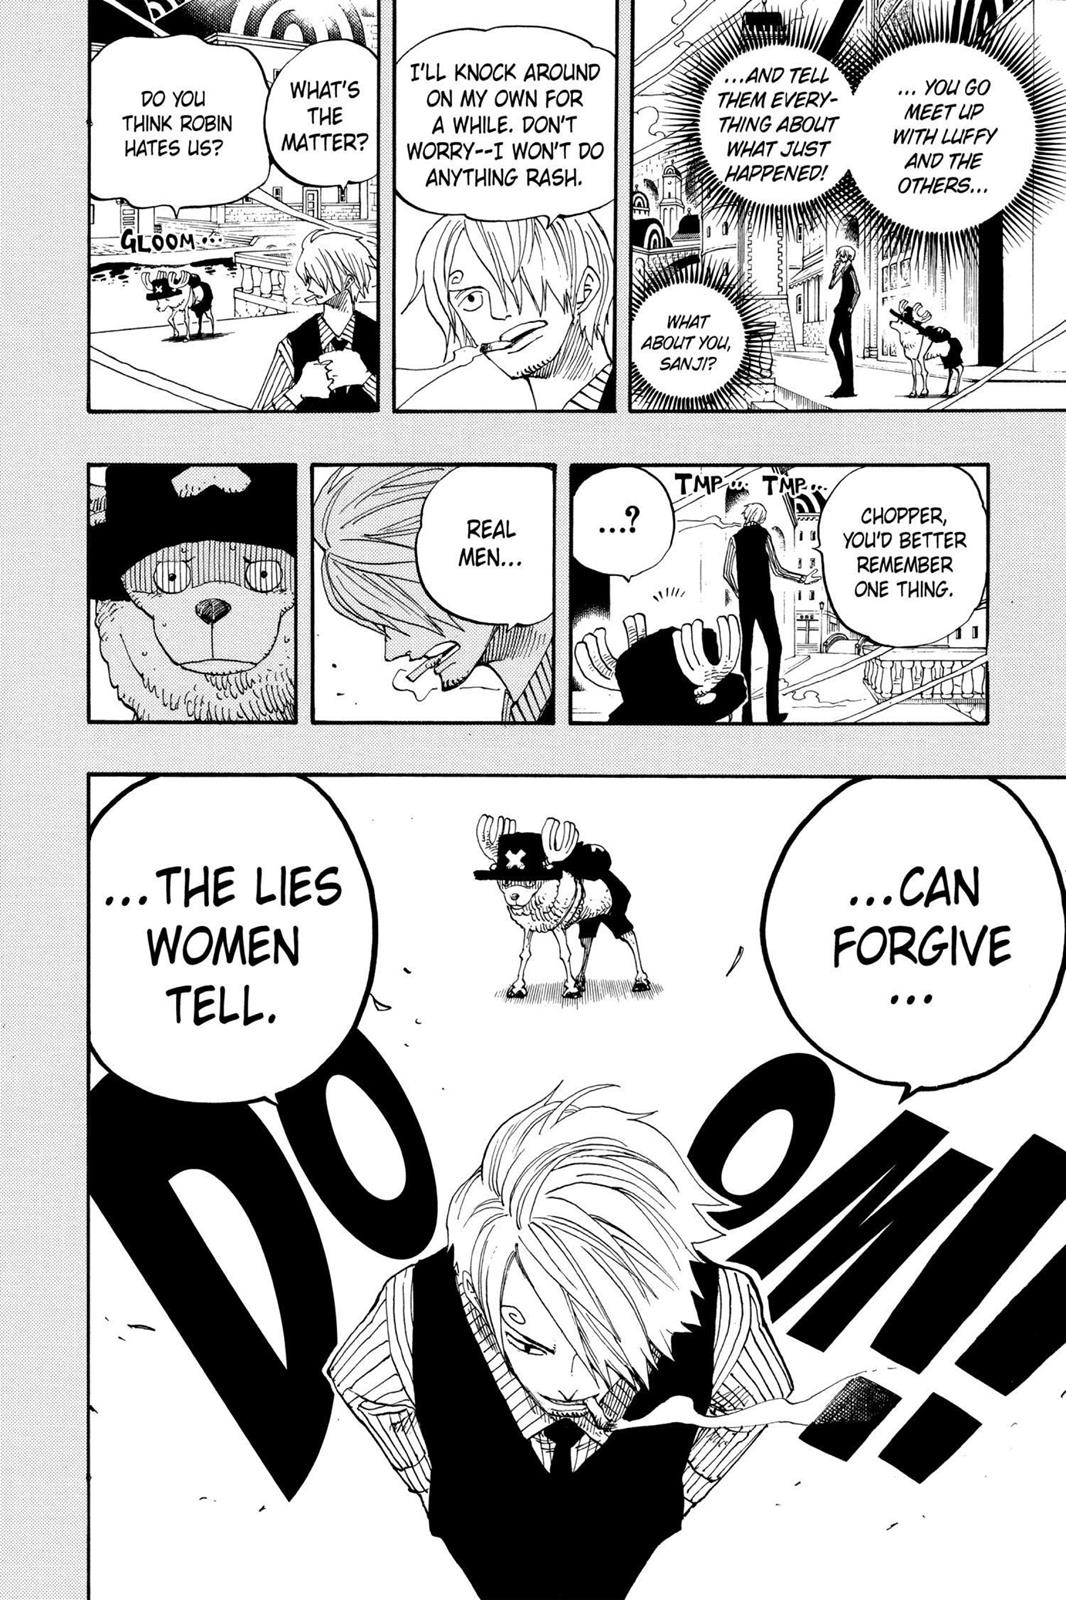 ... YOU GO
MEET UP
WITH LUFFY
AND THE
OTHERS...
...AND TELL
THEM EVERY-
THING ABOUT
WHAT JUST
HAPPENED!
WHAT
ABOUT YOU,
SANJI?
I'LL KNOCK AROUND
ON MY OWN FOR
A WHILE. DON'T
WORRY--I WON'T DO
ANYTHING RASH.
WHAT'S
THE
MATTER?
DO YOU
THINK ROBIN
HATES US?
GLOOM...
CHOPPER,
YOU'D BETTER
REMEMBER
ONE THING.
TMP... TMP...
...?
REAL
MEN...
...CAN
FORGIVE
...
...THE LIES
WOMEN
TELL.
DOOM!!